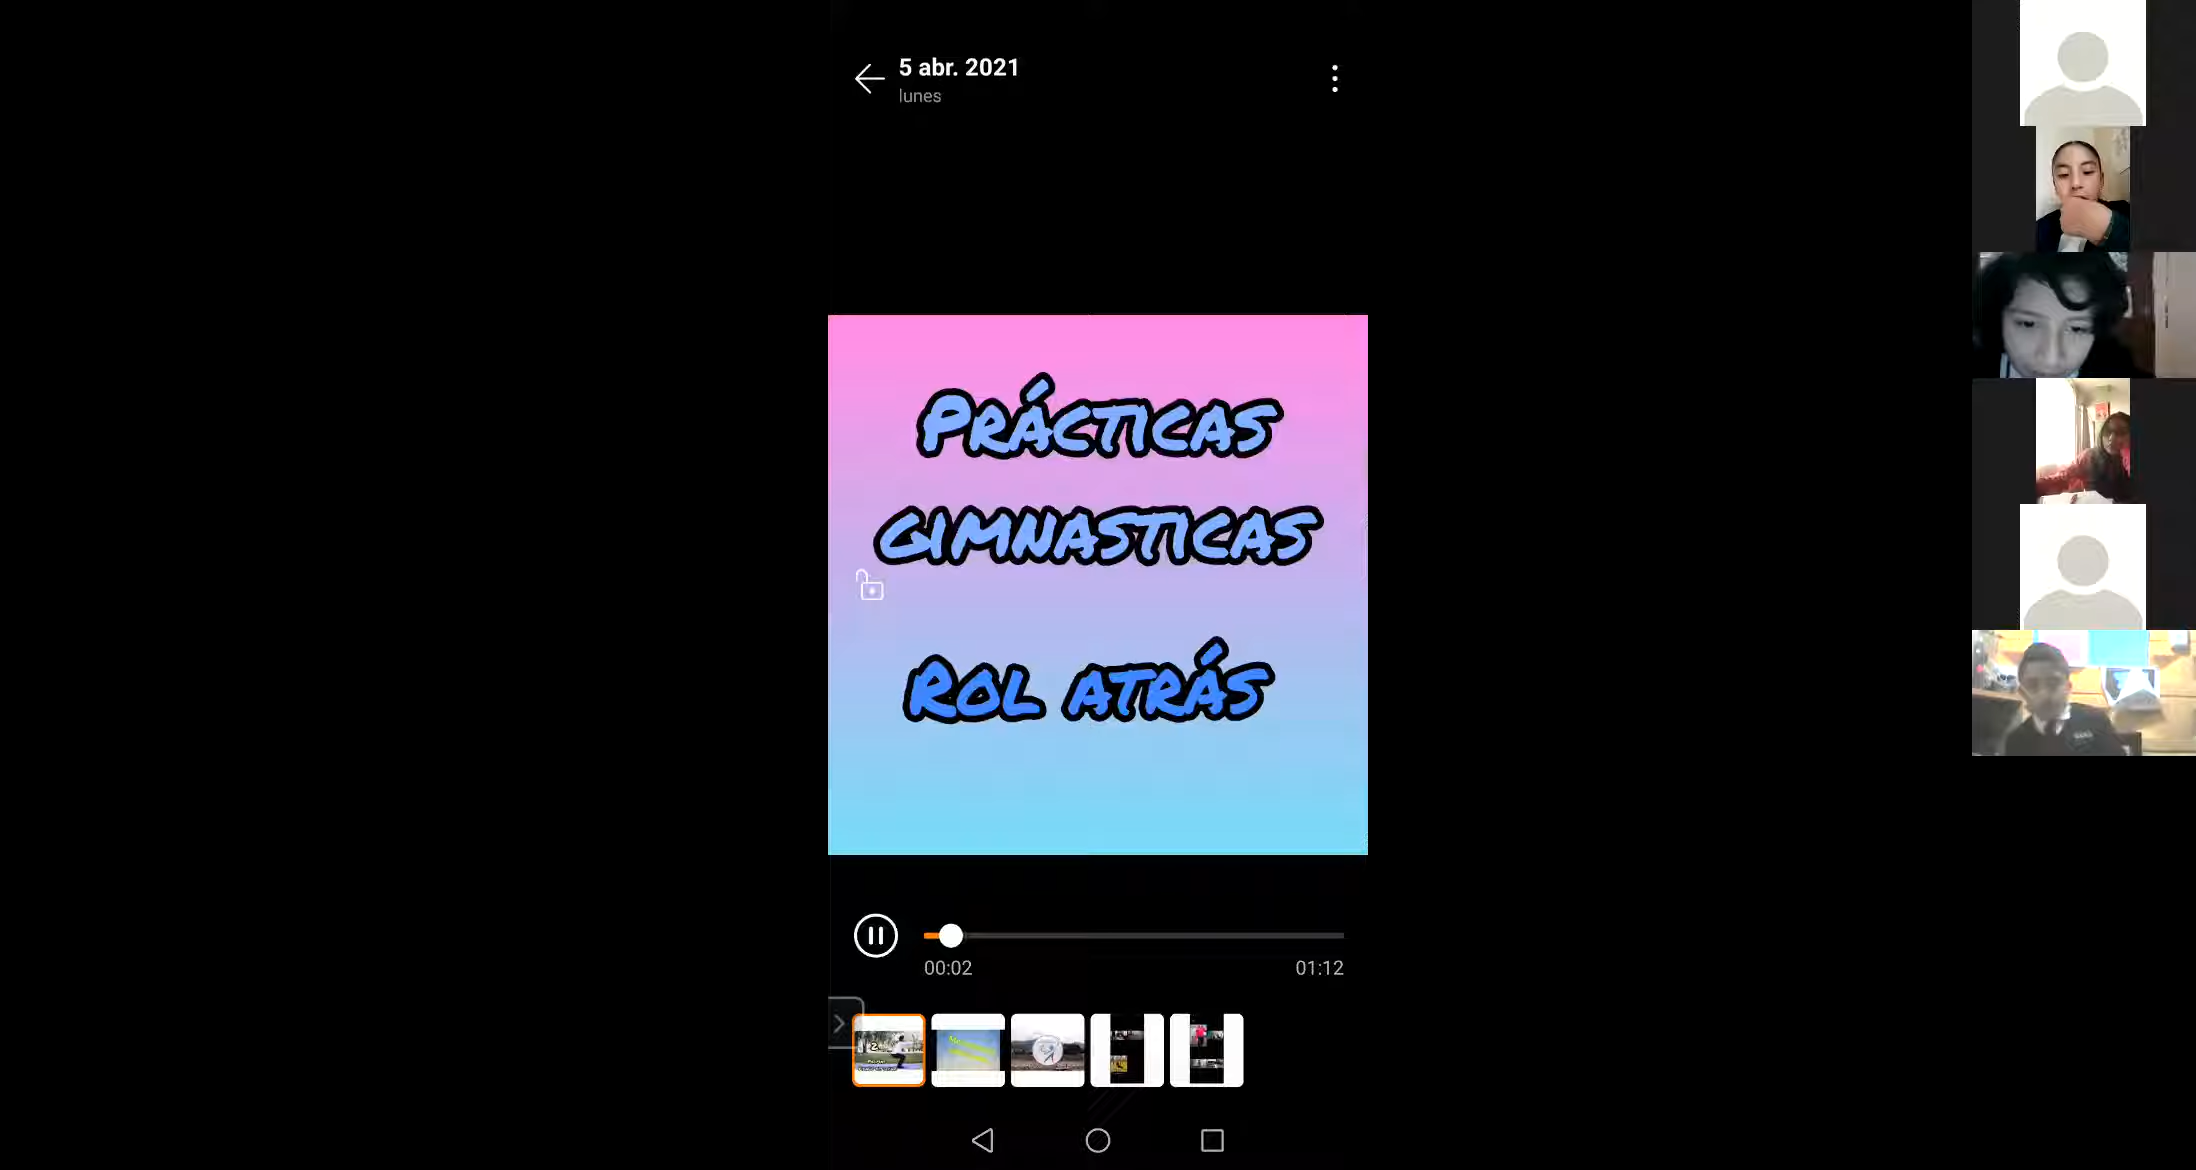 5 abr. 2021
lunes
PRÁCTICAS
GIMNASTICAS
ROL ATRÁS
00:02
01:12